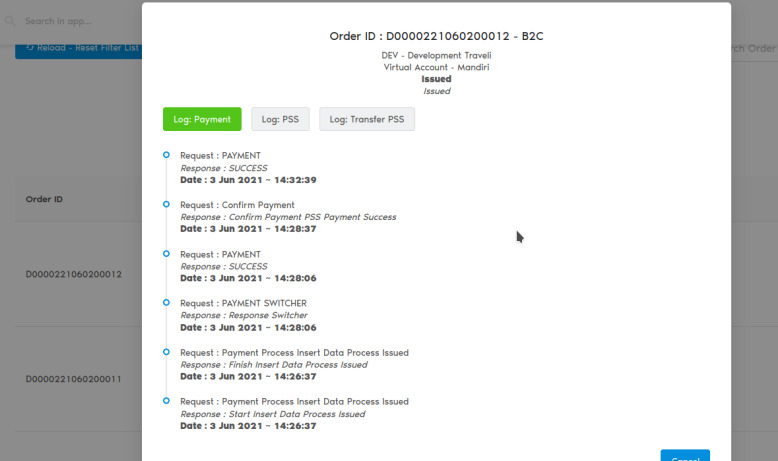 Search in app...
Reload - Reset Filter List
rch Order
Order ID : D0000221060200012 - B2C
DEV - Development Traveli
Virtual Account - Mandiri
Issued
Issued
Log: Payment
Log: PSS
Log: Transfer PSS
Request : PAYMENT
Response : SUCCESS
Date : 3 Jun 2021 ~ 14:32:39
Request : Confirm Payment
Response : Confirm Payment PSS Payment Success
Date : 3 Jun 2021 ~ 14:28:37
Request : PAYMENT
Response : SUCCESS
Date : 3 Jun 2021 ~ 14:28:06
Request : PAYMENT SWITCHER
Response : Response Switcher
Date : 3 Jun 2021 ~ 14:28:06
Request : Payment Process Insert Data Process Issued
Response : Finish Insert Data Process Issued
Date : 3 Jun 2021 ~ 14:26:37
Request : Payment Process Insert Data Process Issued
Response : Start Insert Data Process Issued
Date : 3 Jun 2021 ~ 14:26:37
Order ID
D0000221060200012
D0000221060200011
Cancel